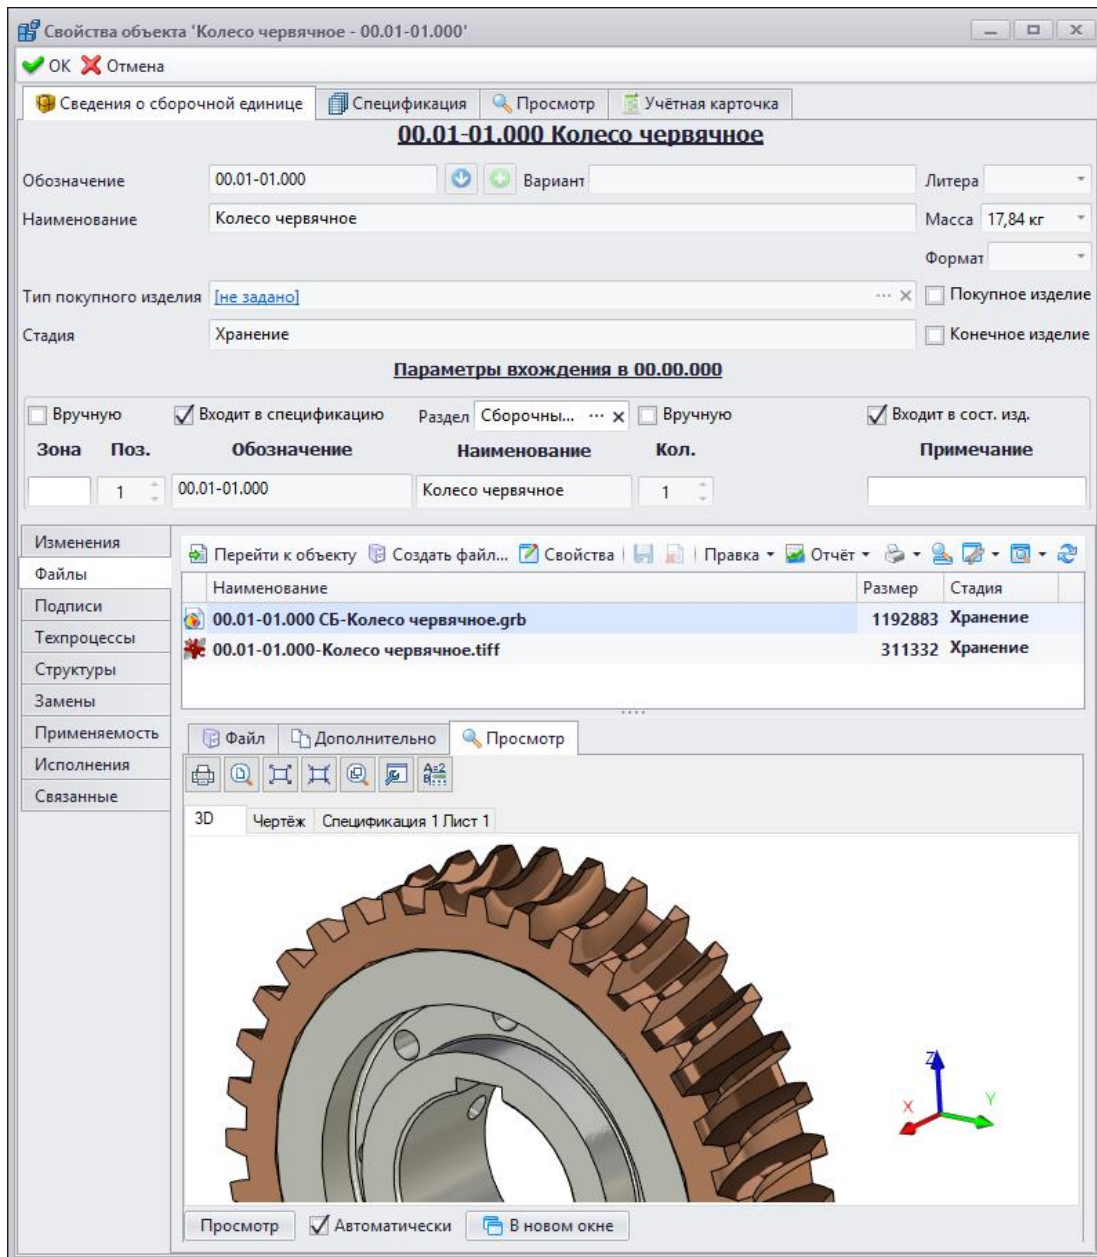 Свойства объекта 'Колесо червячное - 00.01-01.000'
ОК Отмена
Сведения о сборочной единице Спецификация Просмотр Учётная карточка
00.01-01.000 Колесо червячное
Обозначение 00.01-01.000 Вариант Литера
Наименование Колесо червячное Масса 17,84 кг
Формат
Тип покупного изделия [не задано] ... Покупное изделие
Стадия Хранение Конечное изделие
Параметры вхождения в 00.00.000
Вручную Входит в спецификацию Раздел Сборочны... ... Вручную Входит в сост. изд.
Зона Поз. Обозначение Наименование Кол. Примечание
1 00.01-01.000 Колесо червячное 1
Изменения
Файлы
Подписи
Техпроцессы
Структуры
Замены
Применяемость
Исполнения
Связанные
Перейти к объекту Создать файл... Свойства Правка Отчёт
Наименование Размер Стадия
00.01-01.000 СБ-Колесо червячное.grb 1192883 Хранение
00.01-01.000-Колесо червячное.tiff 311332 Хранение
Файл Дополнительно Просмотр
A=2
B
3D Чертёж Спецификация 1 Лист 1
Z
X
Y
Просмотр Автоматически В новом окне